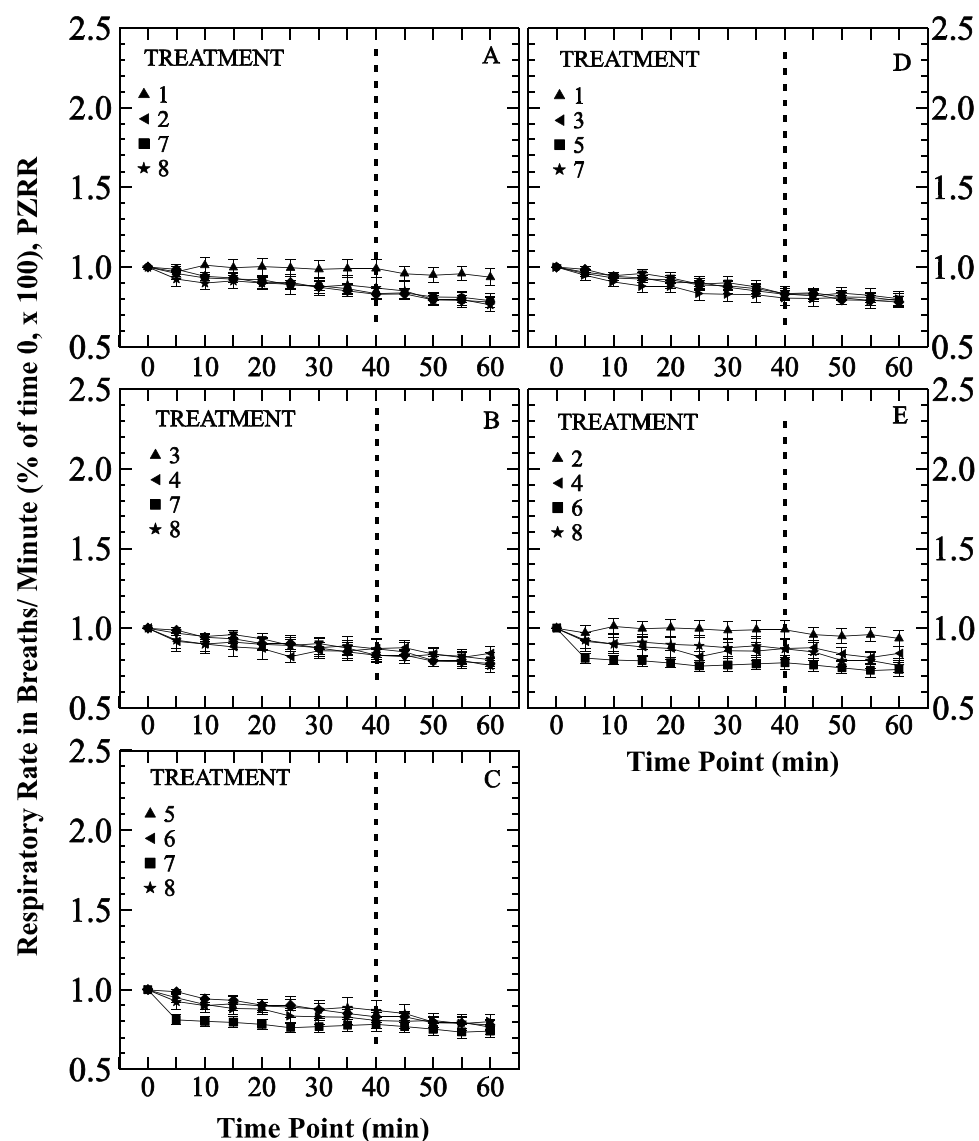 Respiratory Rate in Breaths/ Minute (% of time 0, x 100), PZRR
2.5
2.0
1.5
1.0
0.5
TREATMENT
A
1
2
7
8
0 10 20 30 40 50 60
TREATMENT
D
1
3
5
7
2.5
2.0
1.5
1.0
0.5
0 10 20 30 40 50 60
2.5
2.0
1.5
1.0
0.5
TREATMENT
B
3
4
7
8
0 10 20 30 40 50 60
TREATMENT
E
2
4
6
8
2.5
2.0
1.5
1.0
0.5
0 10 20 30 40 50 60
Time Point (min)
2.5
2.0
1.5
1.0
0.5
TREATMENT
C
5
6
7
8
0 10 20 30 40 50 60
Time Point (min)